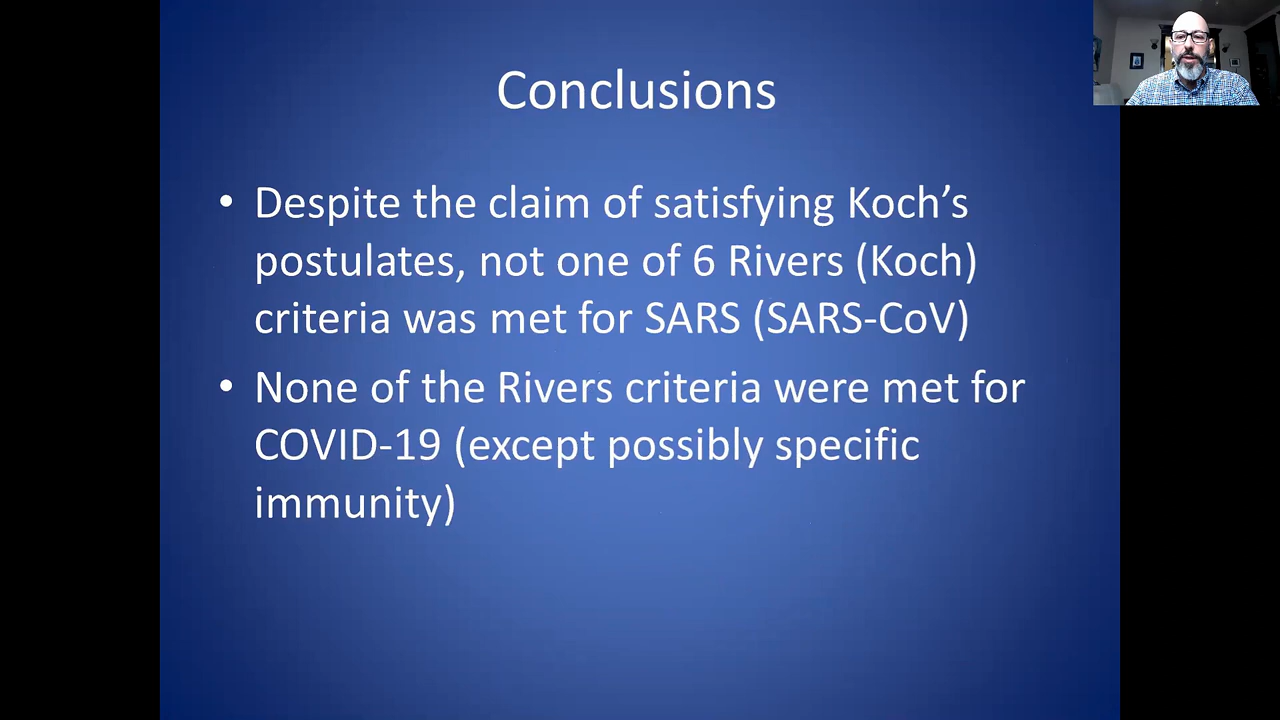 Conclusions
• Despite the claim of satisfying Koch’s
postulates, not one of 6 Rivers (Koch)
criteria was met for SARS (SARS-CoV)
• None of the Rivers criteria were met for
COVID-19 (except possibly specific
immunity)